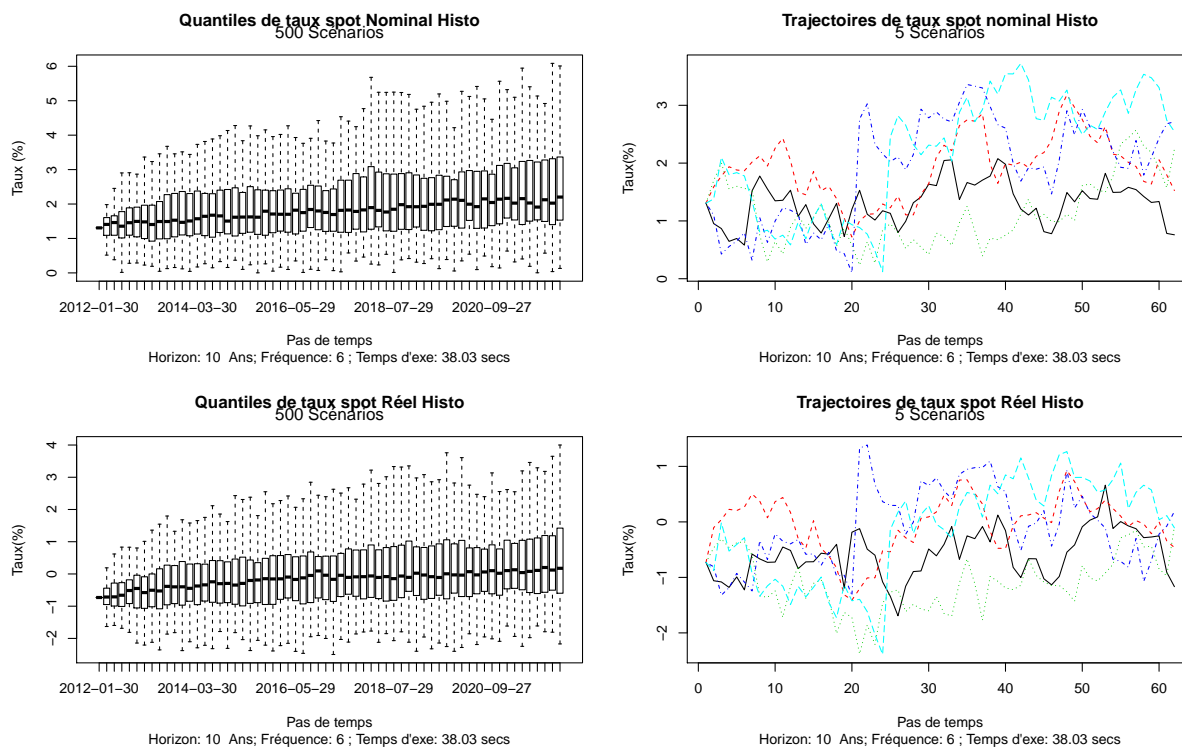 Quantiles de taux spot Nominal Histo
500 Scénarios
Taux (%)
6
5
4
3
2
1
0
2012−01−30 2014−03−30 2016−05−29 2018−07−29 2020−09−27
Pas de temps
Horizon: 10 Ans; Fréquence: 6 ; Temps d'exe: 38.03 secs
Trajectoires de taux spot nominal Histo
5 Scénarios
Taux(%)
3
2
1
0
0 10 20 30 40 50 60
Pas de temps
Horizon: 10 Ans; Fréquence: 6 ; Temps d'exe: 38.03 secs
Quantiles de taux spot Réel Histo
500 Scénarios
Taux(%)
4
3
2
1
0
−1
−2
2012−01−30 2014−03−30 2016−05−29 2018−07−29 2020−09−27
Pas de temps
Horizon: 10 Ans; Fréquence: 6 ; Temps d'exe: 38.03 secs
Trajectoires de taux spot Réel Histo
5 Scénarios
Taux(%)
1
0
−1
−2
0 10 20 30 40 50 60
Pas de temps
Horizon: 10 Ans; Fréquence: 6 ; Temps d'exe: 38.03 secs